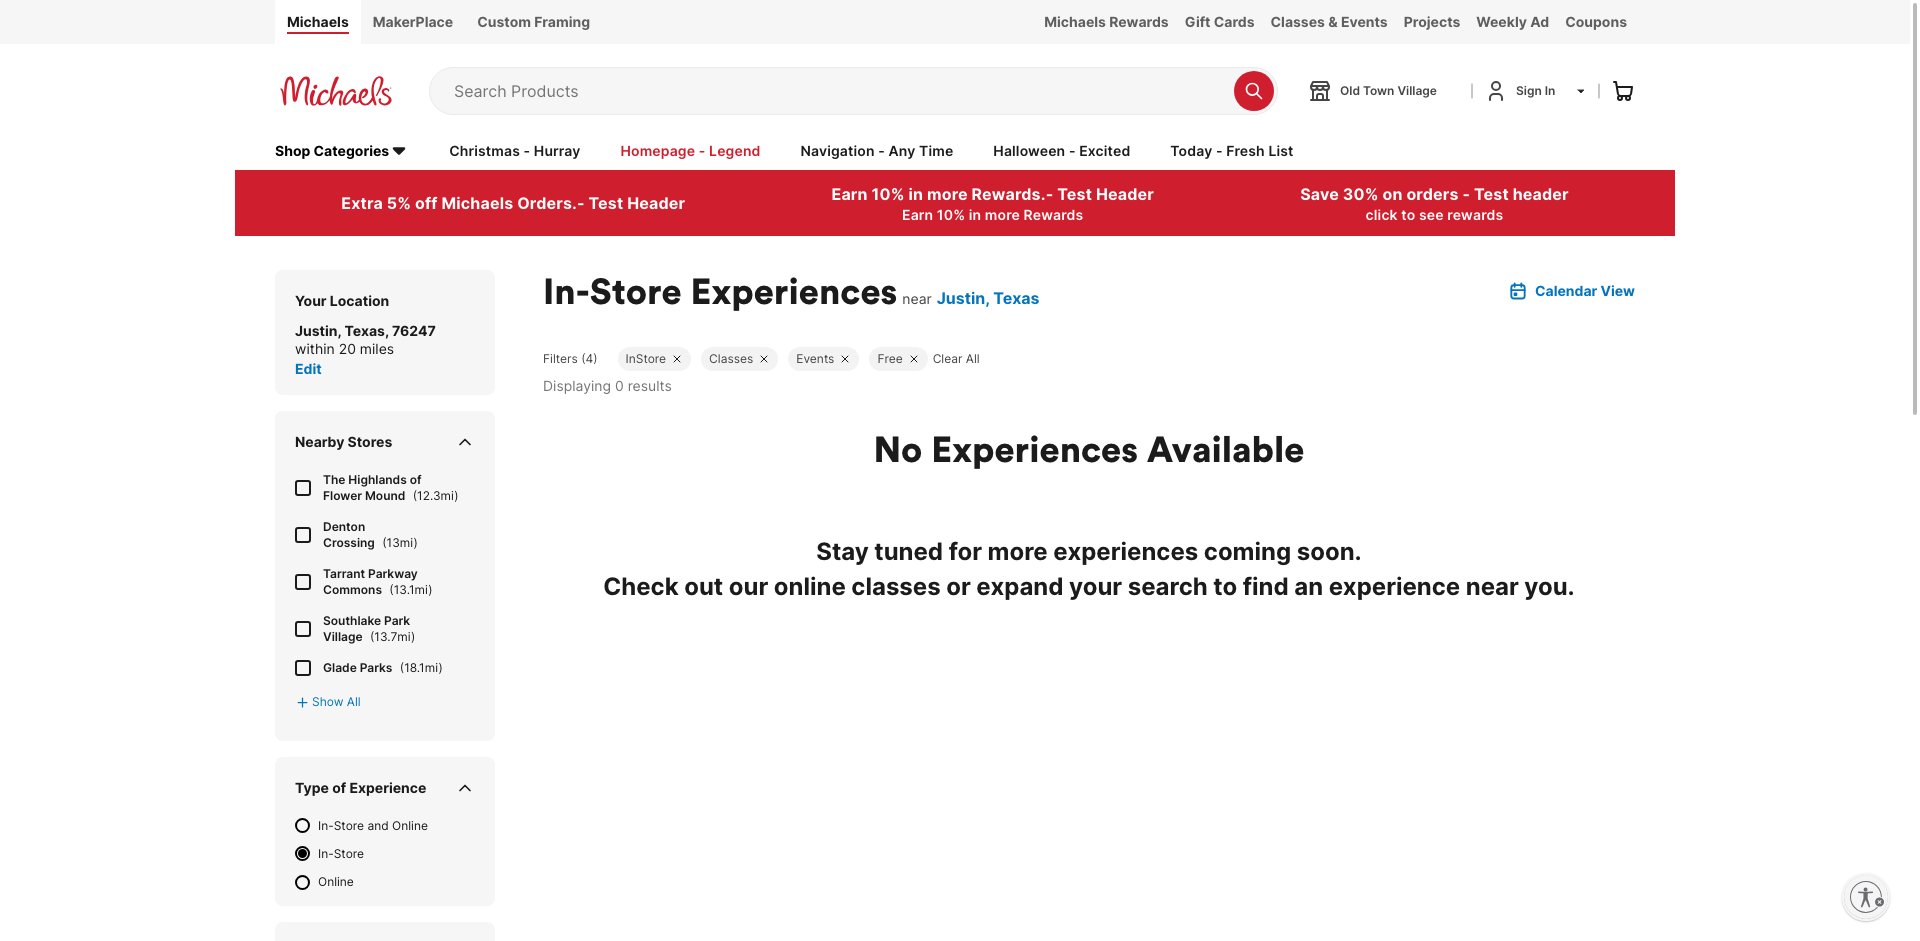 Michaels MakerPlace Custom Framing Michaels Rewards Gift Cards Classes & Events Projects Weekly Ad Coupons
Michaels Search Products Old Town Village Sign In
Shop Categories Christmas - Hurray Homepage - Legend Navigation - Any Time Halloween - Excited Today - Fresh List
Extra 5% off Michaels Orders.- Test Header
Earn 10% in more Rewards.- Test Header
Earn 10% in more Rewards
Save 30% on orders - Test header
click to see rewards
Your Location
Justin, Texas, 76247
within 20 miles
Edit
Nearby Stores
The Highlands of
Flower Mound (12.3mi)
Denton
Crossing (13mi)
Tarrant Parkway
Commons (13.1mi)
Southlake Park
Village (13.7mi)
Glade Parks (18.1mi)
+ Show All
Type of Experience
In-Store and Online
In-Store
Online
In-Store Experiences near Justin, Texas
Calendar View
Filters (4) InStore Classes Events Free Clear All
Displaying 0 results
No Experiences Available
Stay tuned for more experiences coming soon.
Check out our online classes or expand your search to find an experience near you.